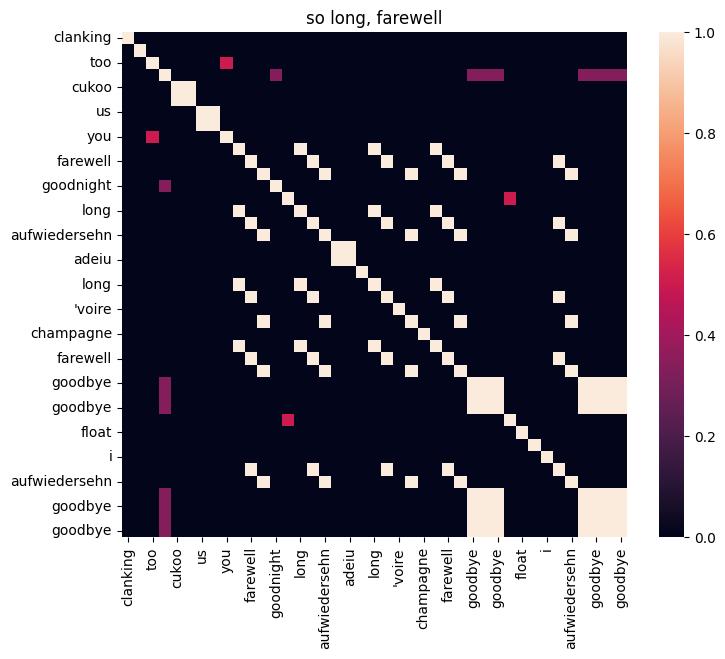 so long, farewell
clanking
too
cukoo
us
you
farewell
goodnight
long
aufwiedersehn
adeiu
long
'voire
champagne
farewell
goodbye
goodbye
float
i
aufwiedersehn
goodbye
goodbye
clanking
too
cukoo
us
you
farewell
goodnight
long
aufwiedersehn
adeiu
long
'voire
champagne
farewell
goodbye
goodbye
float
i
aufwiedersehn
goodbye
goodbye
1.0
0.8
0.6
0.4
0.2
0.0